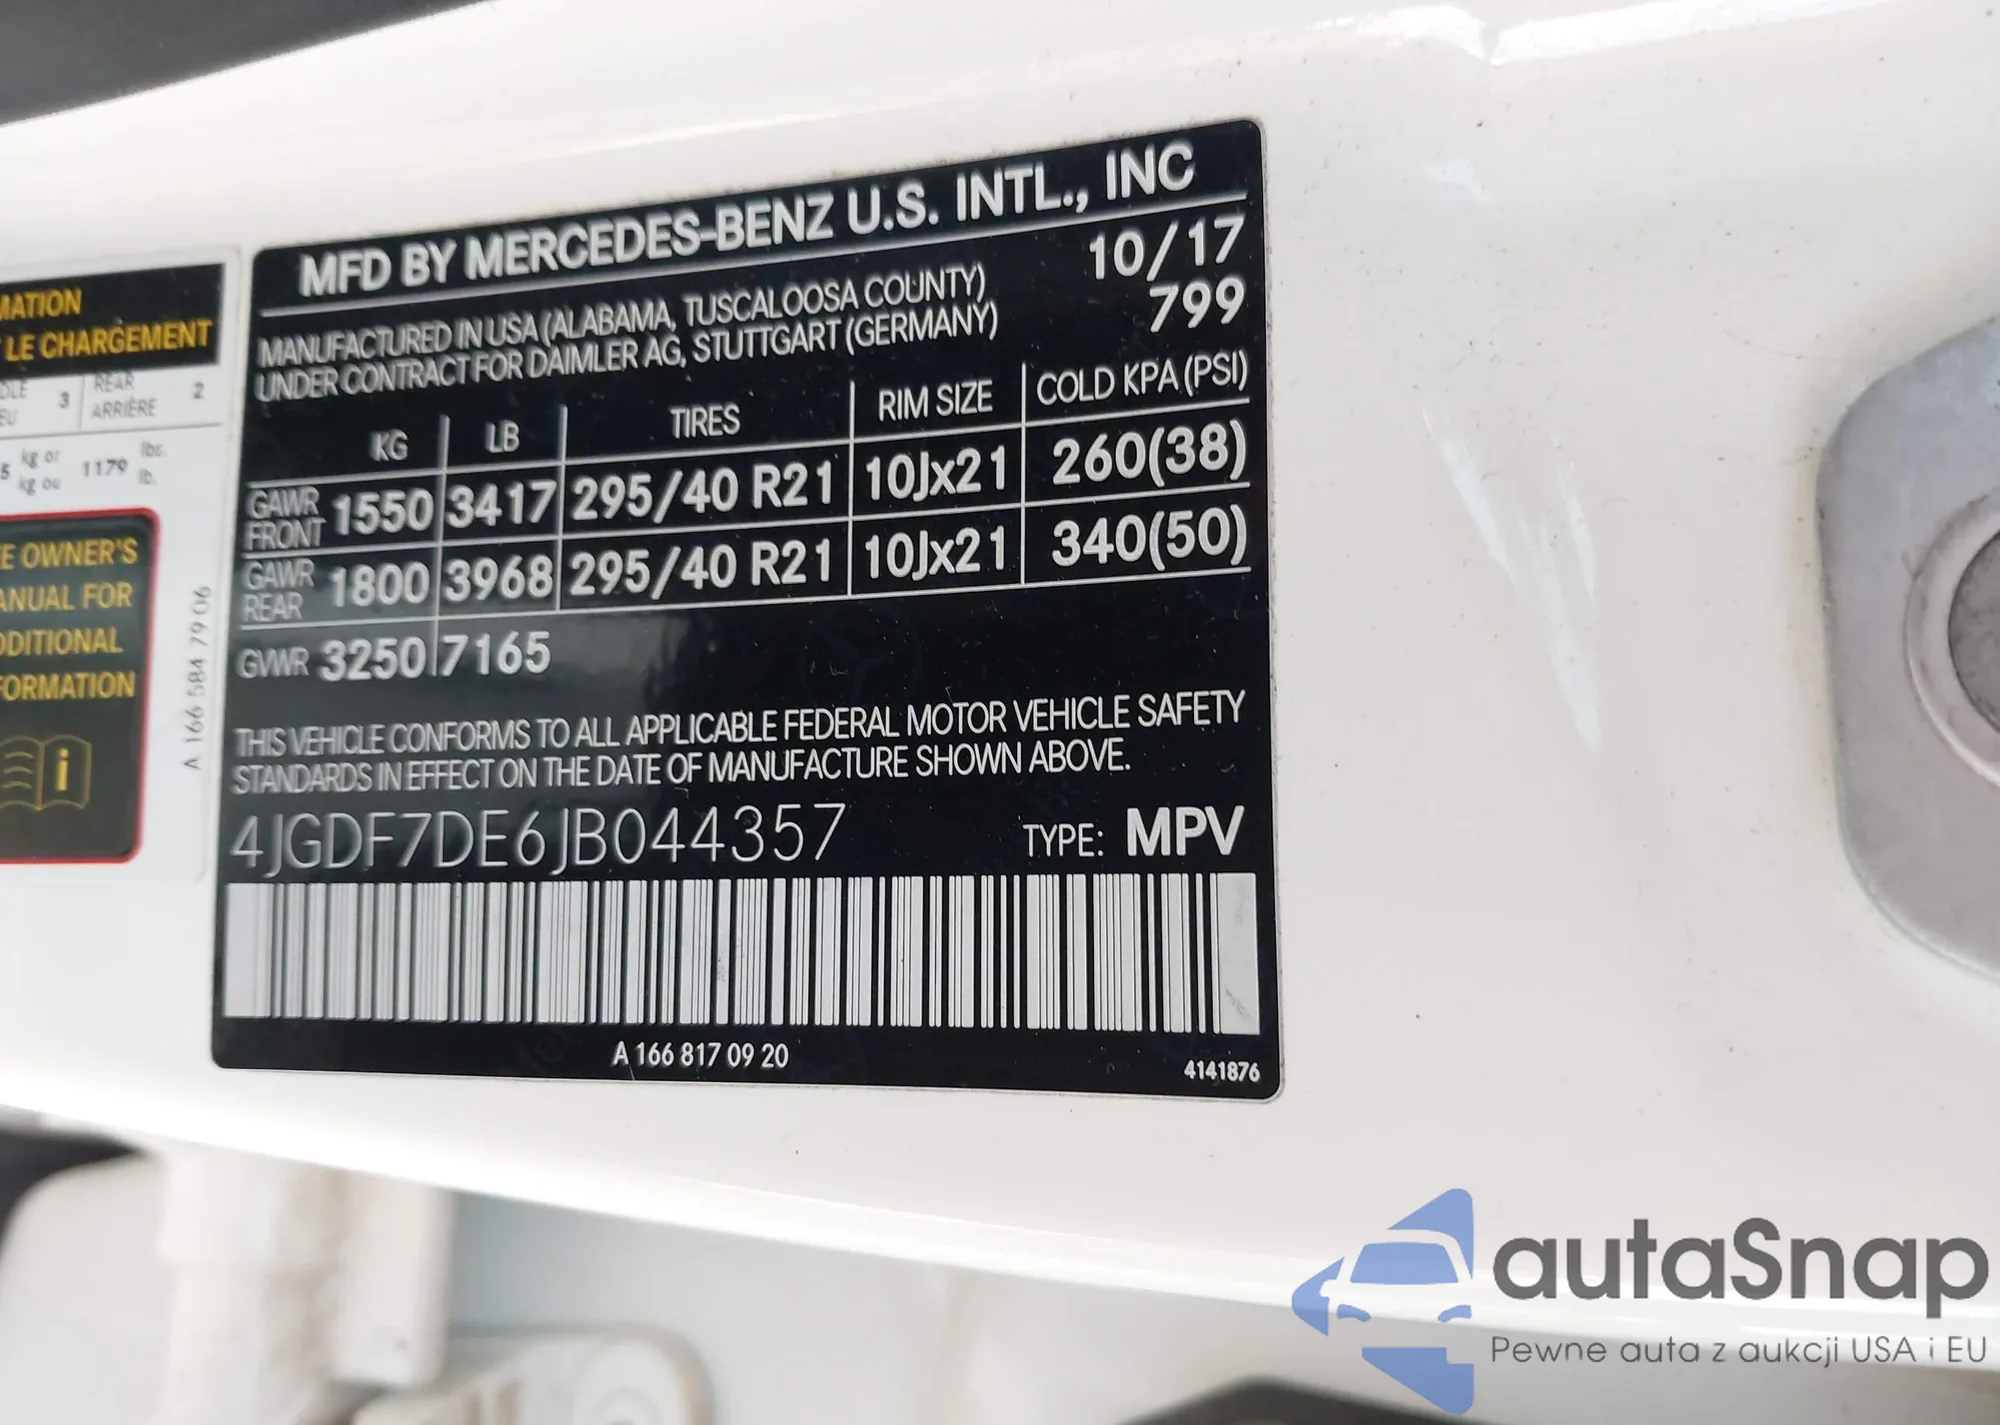 MATION
LE CHARGEMENT
REAR
ARRIÈRE
3
2
kg or
kg ou
1179
lbs.
lb.
OWNER'S
FOR
INFORMATION
A 166 584 79 06
MFD BY MERCEDES-BENZ U.S. INTL., INC
MANUFACTURED IN USA (ALABAMA, TUSCALOOSA COUNTY) 10/17
UNDER CONTRACT FOR DAIMLER AG, STUTTGART (GERMANY) 799
KG LB TIRES RIM SIZE COLD KPA (PSI)
GAWR FRONT 1550 3417 295/40 R21 10Jx21 260(38)
GAWR REAR 1800 3968 295/40 R21 10Jx21 340(50)
GVWR 3250 7165
THIS VEHICLE CONFORMS TO ALL APPLICABLE FEDERAL MOTOR VEHICLE SAFETY
STANDARDS IN EFFECT ON THE DATE OF MANUFACTURE SHOWN ABOVE.
4JGDF7DE6JB044357 TYPE: MPV
A 166 817 09 20
4141876
autaSnap
Pewne auta z aukcji USA i EU